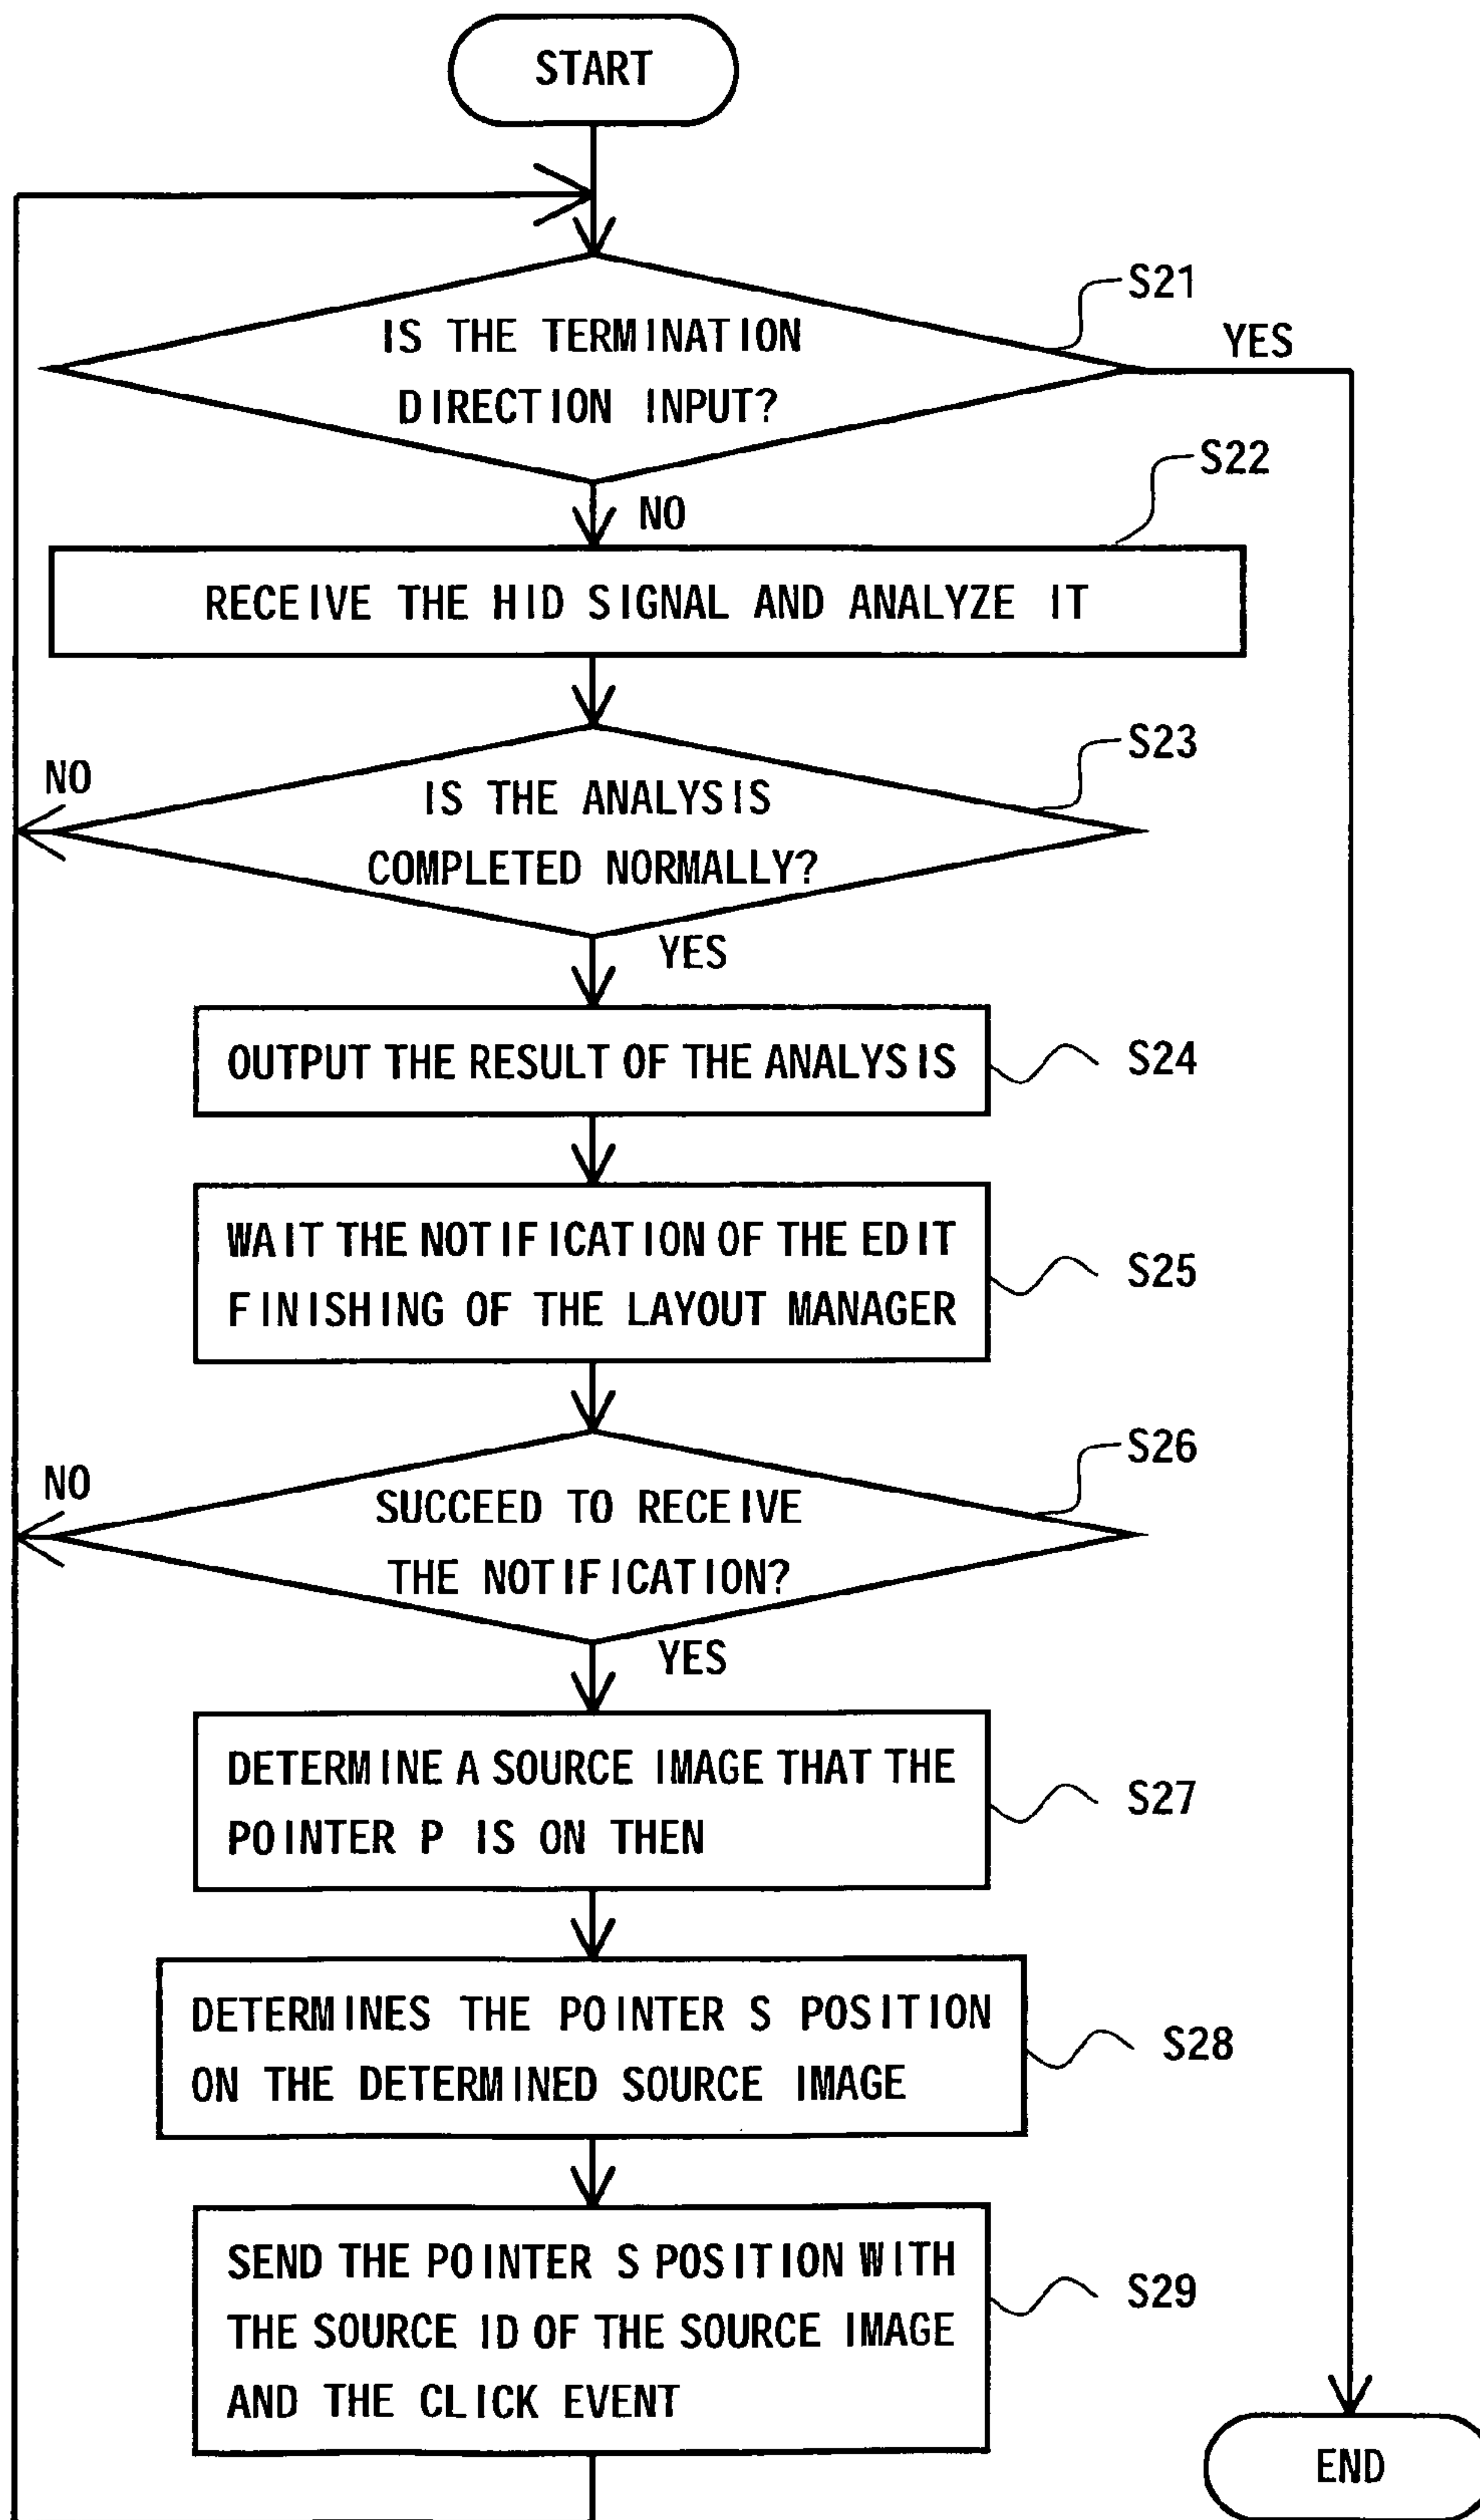 START
IS THE TERMINATION
DIRECTION INPUT?
S21
YES
NO
S22
RECEIVE THE HID SIGNAL AND ANALYZE IT
S23
NO
IS THE ANALYSIS
COMPLETED NORMALLY?
YES
OUTPUT THE RESULT OF THE ANALYSIS
S24
WAIT THE NOTIFICATION OF THE EDIT
FINISHING OF THE LAYOUT MANAGER
S25
S26
NO
SUCCEED TO RECEIVE
THE NOTIFICATION?
YES
DETERMINE A SOURCE IMAGE THAT THE
POINTER P IS ON THEN
S27
DETERMINES THE POINTER S POSITION
ON THE DETERMINED SOURCE IMAGE
S28
SEND THE POINTER S POSITION WITH
THE SOURCE ID OF THE SOURCE IMAGE
AND THE CLICK EVENT
S29
END